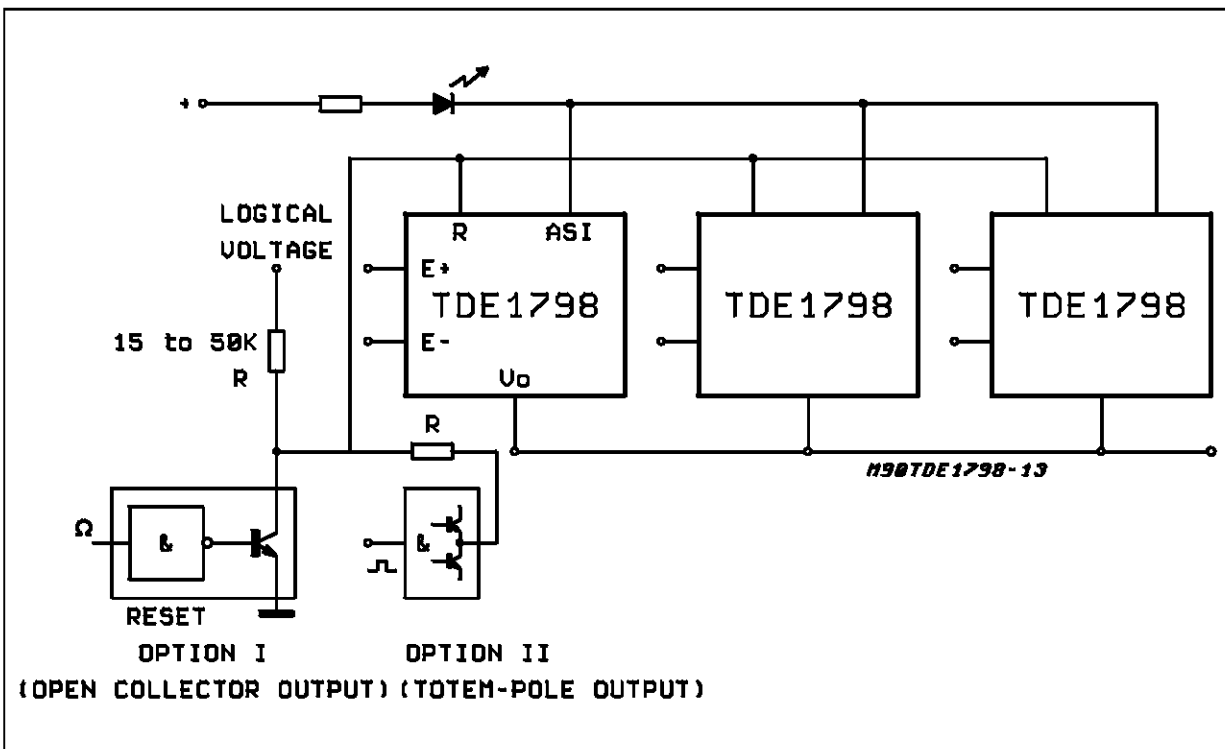 +
LOGICAL
VOLTAGE
R ASI
E+
TDE1798 TDE1798 TDE1798
15 to 50K
E-
R
Vo
R
M90TDE1798-13
Ω
&
&
RESET
OPTION I OPTION II
(OPEN COLLECTOR OUTPUT) (TOTEM-POLE OUTPUT)